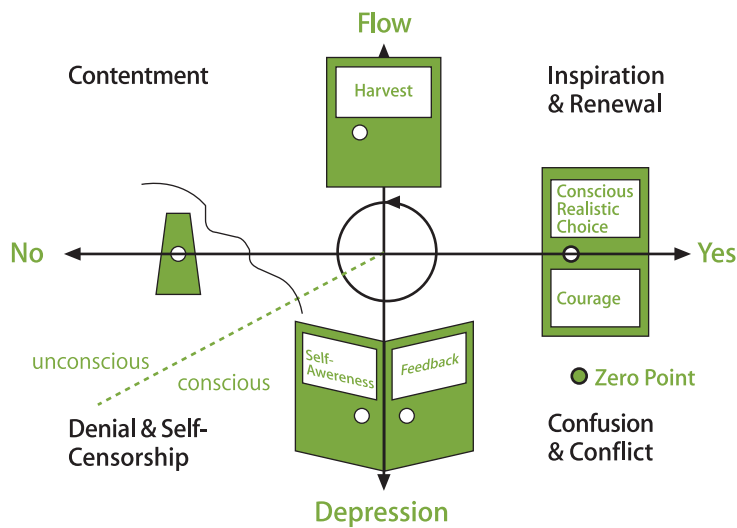 Flow
Contentment
Harvest
Inspiration
& Renewal
Conscious
Realistic
Choice
No
Yes
Courage
unconscious
conscious
Self-
Awereness
Feedback
Zero Point
Denial & Self-
Censorship
Confusion
& Conflict
Depression